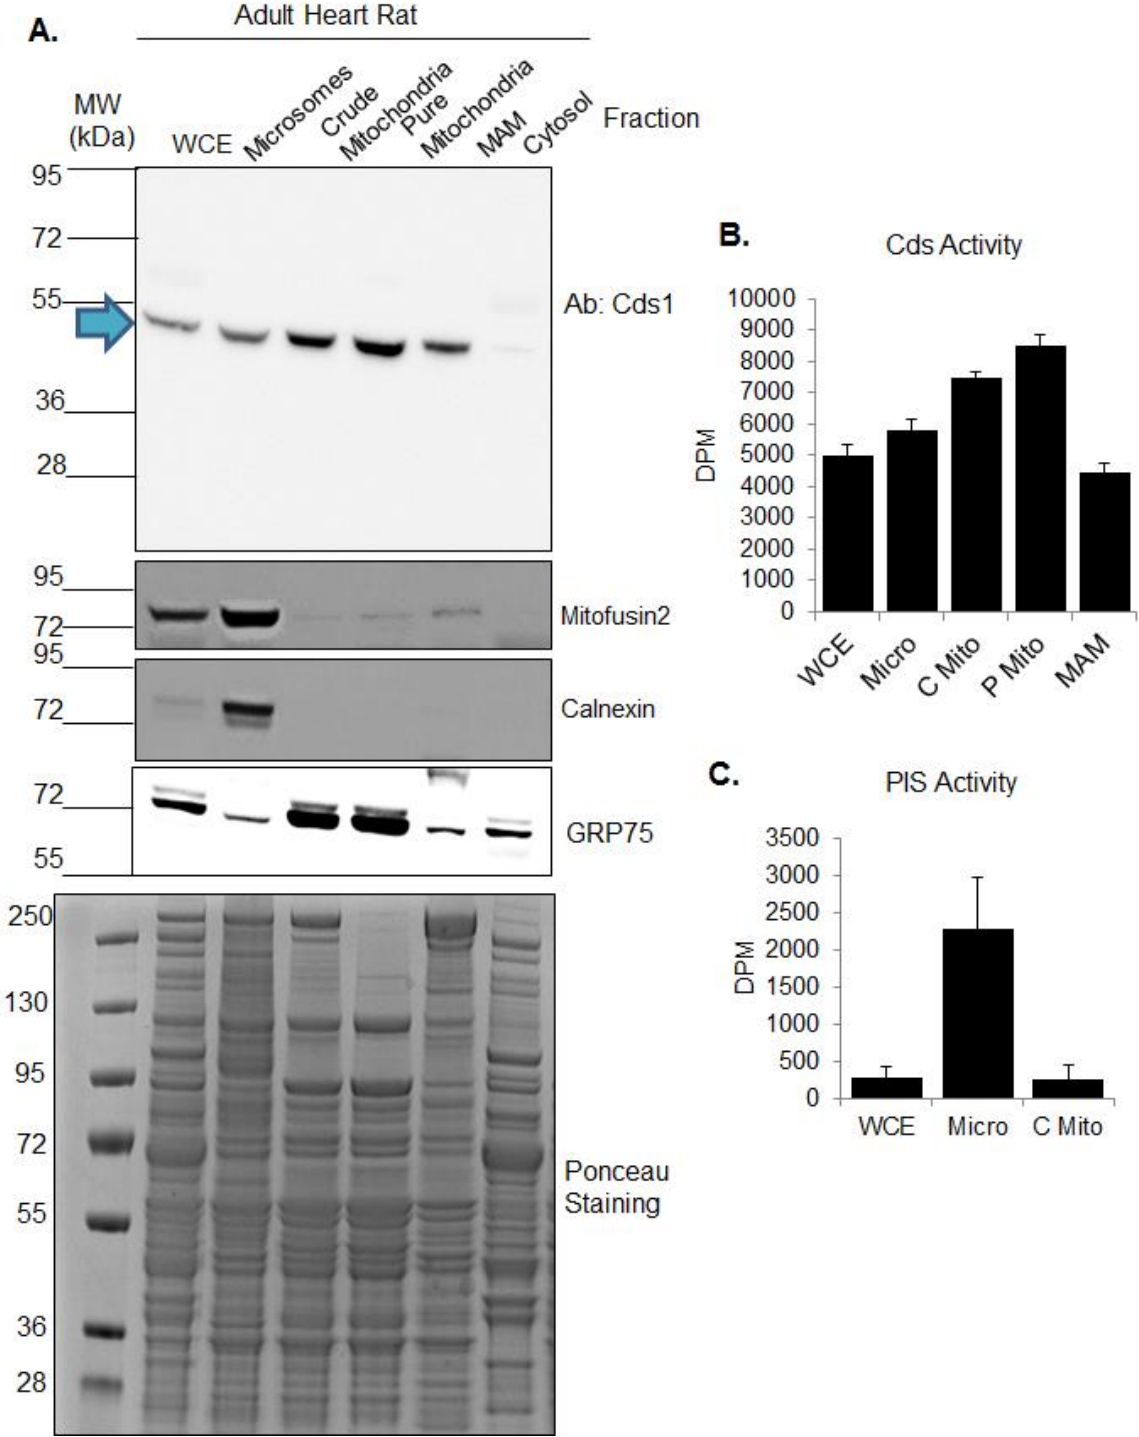 A.
Adult Heart Rat
MW
(kDa)
WCE
Microsomes
Crude
Mitochondria
Pure
Mitochondria
MAM
Cytosol
Fraction
95
72
55
36
28
Ab: Cds1
95
72
Mitofusin2
95
72
Calnexin
72
55
GRP75
250
130
95
72
55
36
28
Ponceau
Staining
B.
Cds Activity
DPM
10000
9000
8000
7000
6000
5000
4000
3000
2000
1000
0
WCE
Micro
C Mito
P Mito
MAM
C.
PIS Activity
DPM
3500
3000
2500
2000
1500
1000
500
0
WCE Micro C Mito